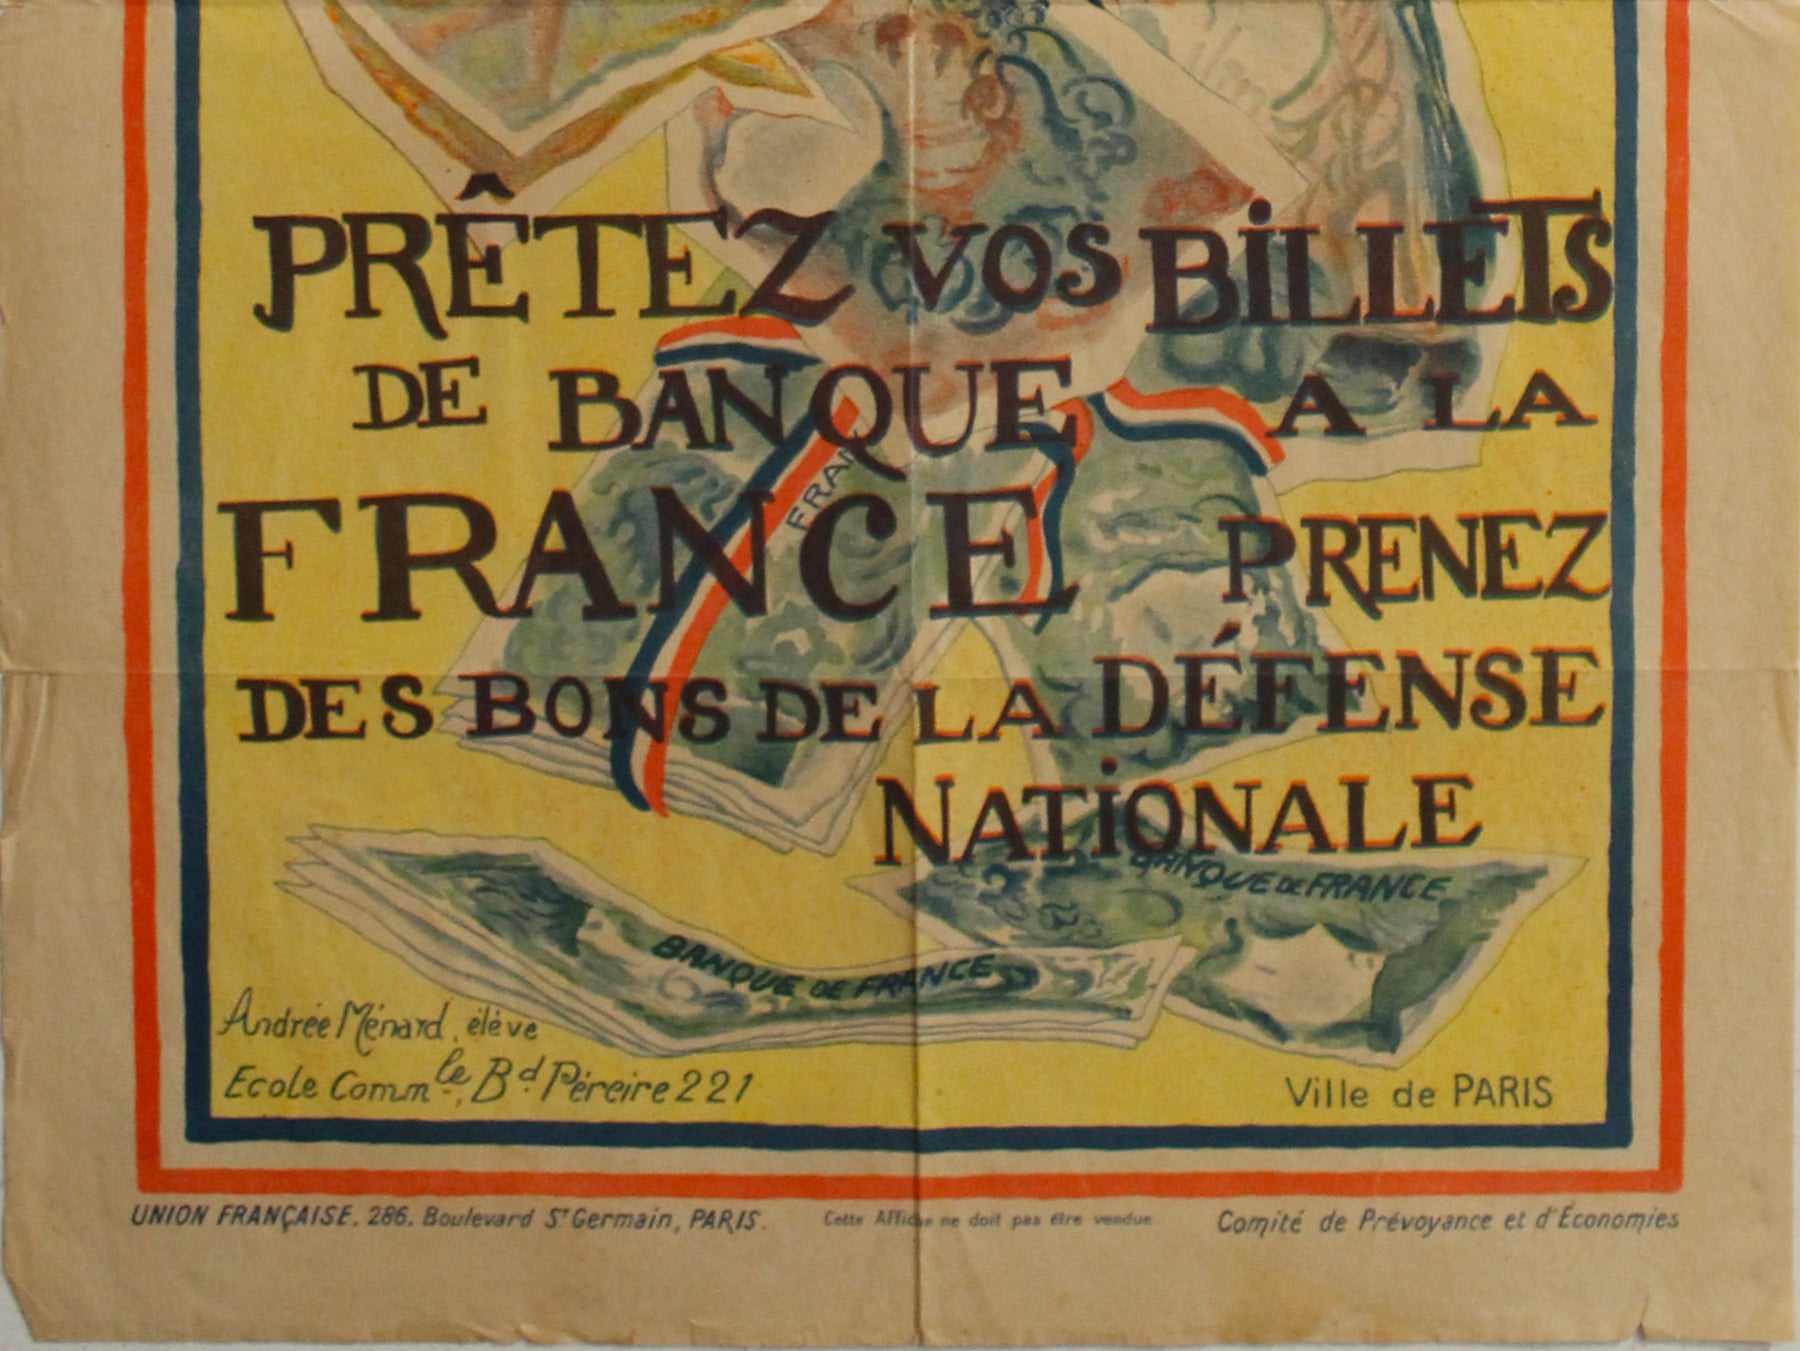 PRÊTEZ VOS BILLETS
DE BANQUE A LA
FRANCE PRENEZ
DES BONS DE LA DÉFENSE
NATIONALE
BANQUE DE FRANCE
BANQUE DE FRANCE
Andrée Ménard, élève
Ecole Comm.le, Bd Péreire 221
Ville de PARIS
UNION FRANÇAISE. 286. Boulevard St Germain, PARIS.
Cette Affiche ne doit pas être vendue
Comité de Prévoyance et d'Économies